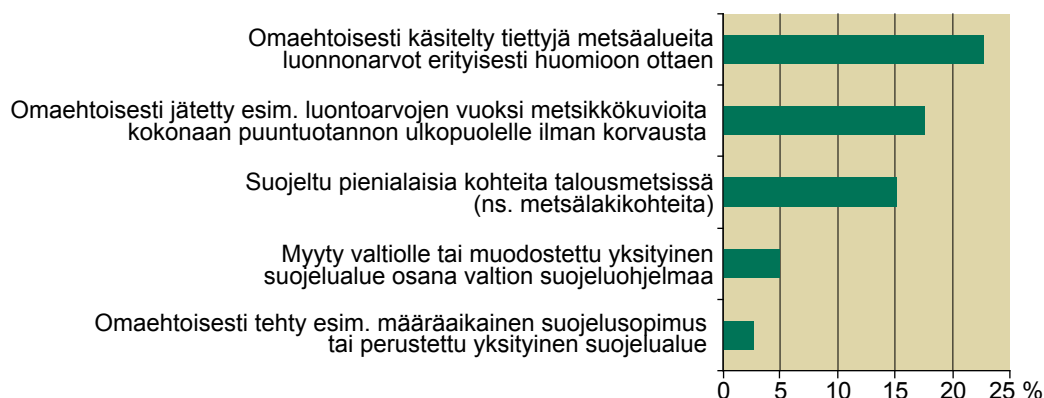 Omaehtoisesti käsitelty tiettyjä metsäalueita
luonnonarvot erityisesti huomioon ottaen
Omaehtoisesti jätetty esim. luontoarvojen vuoksi metsikkökuvioita
kokonaan puuntuotannon ulkopuolelle ilman korvausta
Suojeltu pienialaisia kohteita talousmetsissä
(ns. metsälakikohteita)
Myyty valtiolle tai muodostettu yksityinen
suojelualue osana valtion suojeluohjelmaa
Omaehtoisesti tehty esim. määräaikainen suojelusopimus
tai perustettu yksityinen suojelualue
0 5 10 15 20 25 %